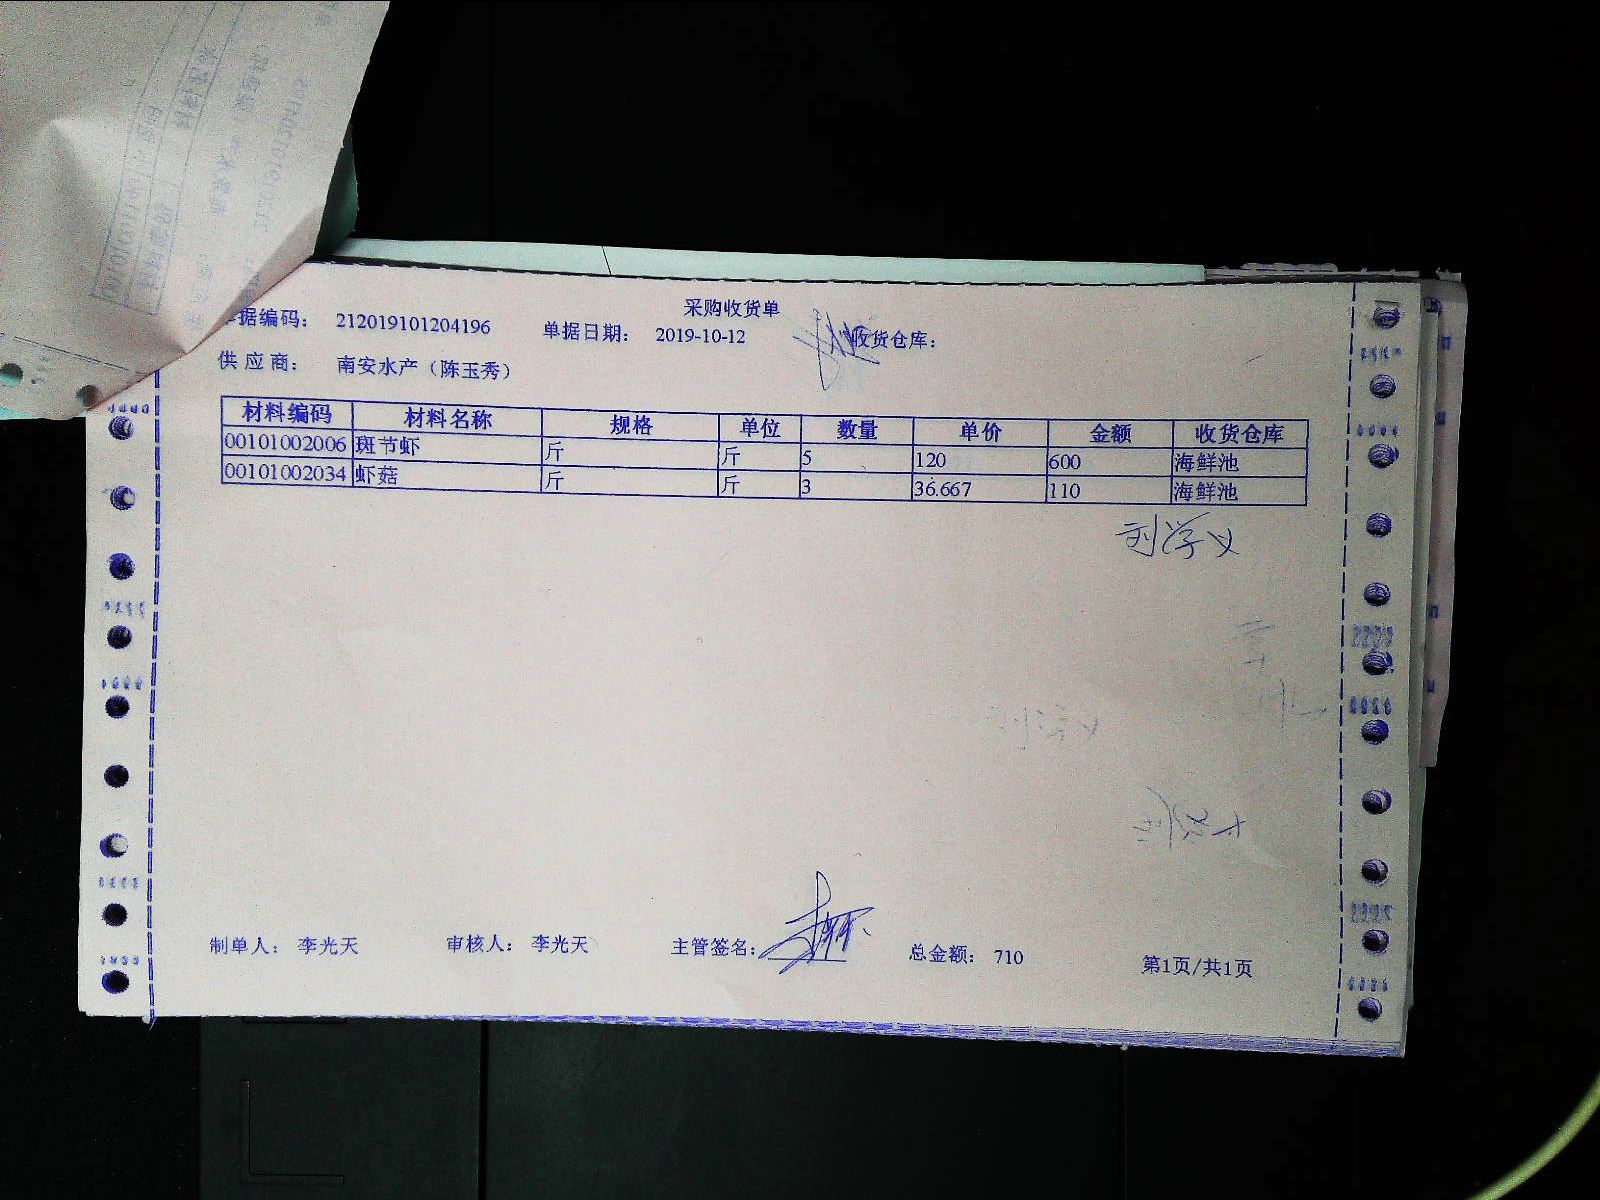 采购收货单
单据编码： 212019101204196 单据日期： 2019-10-12 收货仓库：
供应商： 南安水产（陈玉秀）
材料编码 材料名称 规格 单位 数量 单价 金额 收货仓库
00101002006 斑节虾 斤 斤 5 120 600 海鲜池
00101002034 虾菇 斤 斤 3 36.667 110 海鲜池
刘学义
制单人： 李光天 审核人： 李光天 主管签名： 总金额： 710 第1页/共1页